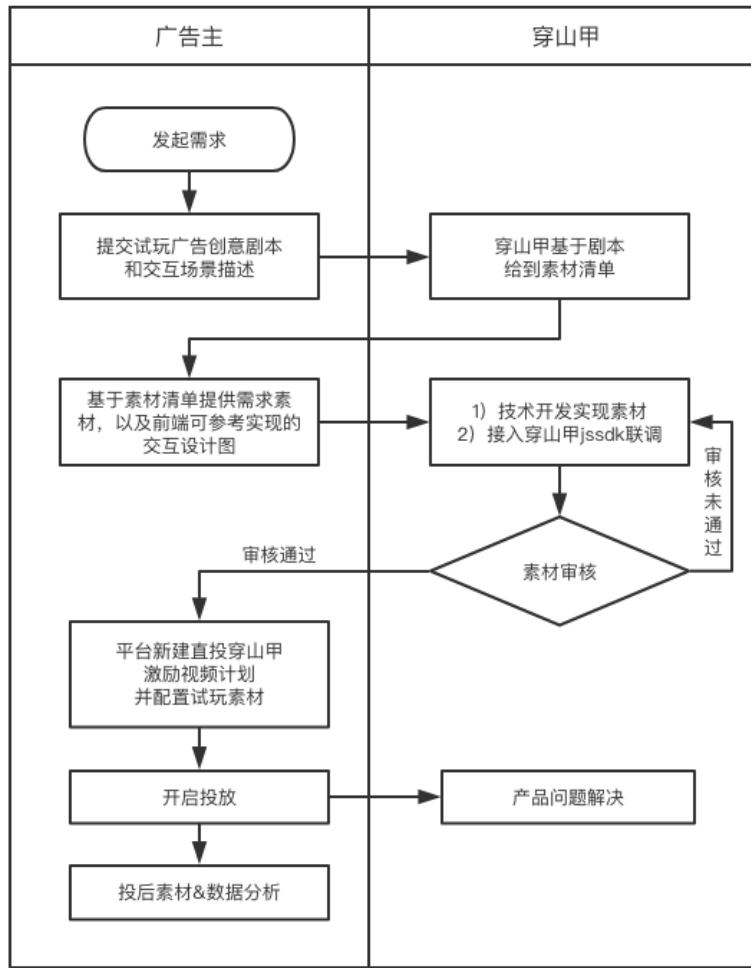 广告主
穿山甲
发起需求
提交试玩广告创意剧本
和交互场景描述
穿山甲基于剧本
给到素材清单
基于素材清单提供需求素
材，以及前端可参考实现的
交互设计图
1）技术开发实现素材
2）接入穿山甲jssdk联调
审核未通过
素材审核
审核通过
平台新建直投穿山甲
激励视频计划
并配置试玩素材
开启投放
产品问题解决
投后素材&数据分析